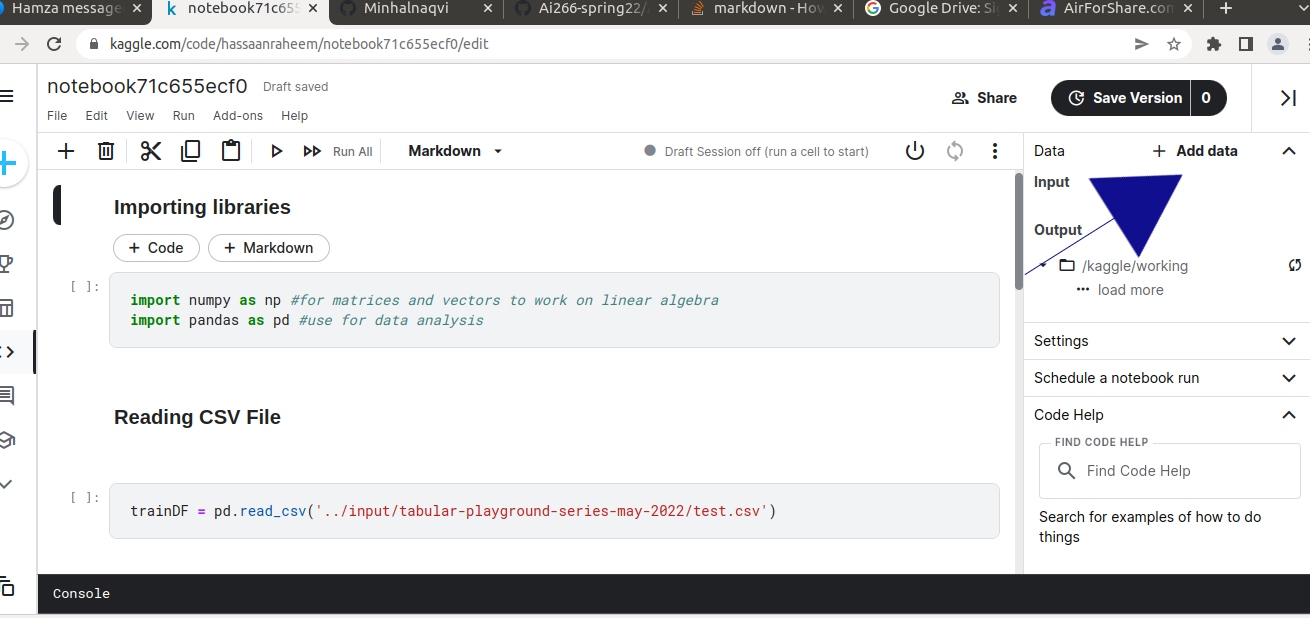 Hamza message
notebook71c655
Minhalnaqvi
Ai266-spring22/
markdown - How
Google Drive: Sig
AirForShare.com
kaggle.com/code/hassaanraheem/notebook71c655ecf0/edit
notebook71c655ecf0 Draft saved
Share
Save Version 0
File Edit View Run Add-ons Help
Run All
Markdown
Draft Session off (run a cell to start)
Importing libraries
+ Code + Markdown
[ ]:
import numpy as np #for matrices and vectors to work on linear algebra
import pandas as pd #use for data analysis
Reading CSV File
[ ]:
trainDF = pd.read_csv('../input/tabular-playground-series-may-2022/test.csv')
Console
Data + Add data
Input
Output
/kaggle/working
••• load more
Settings
Schedule a notebook run
Code Help
FIND CODE HELP
Find Code Help
Search for examples of how to do
things